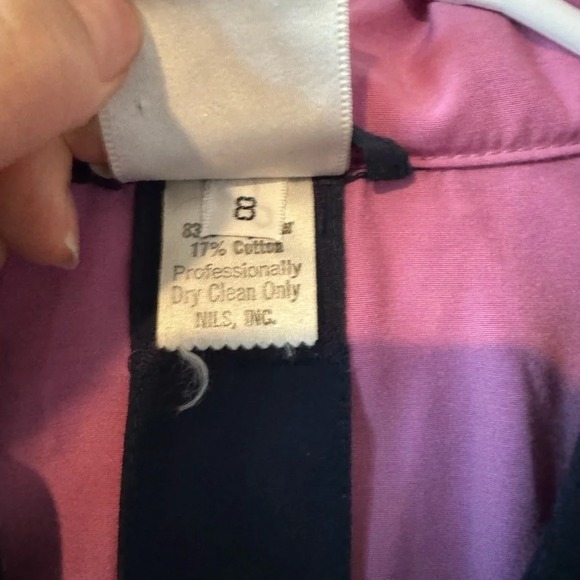 8
83
17% Cotton
Professionally
Dry Clean Only
NILS, INC.